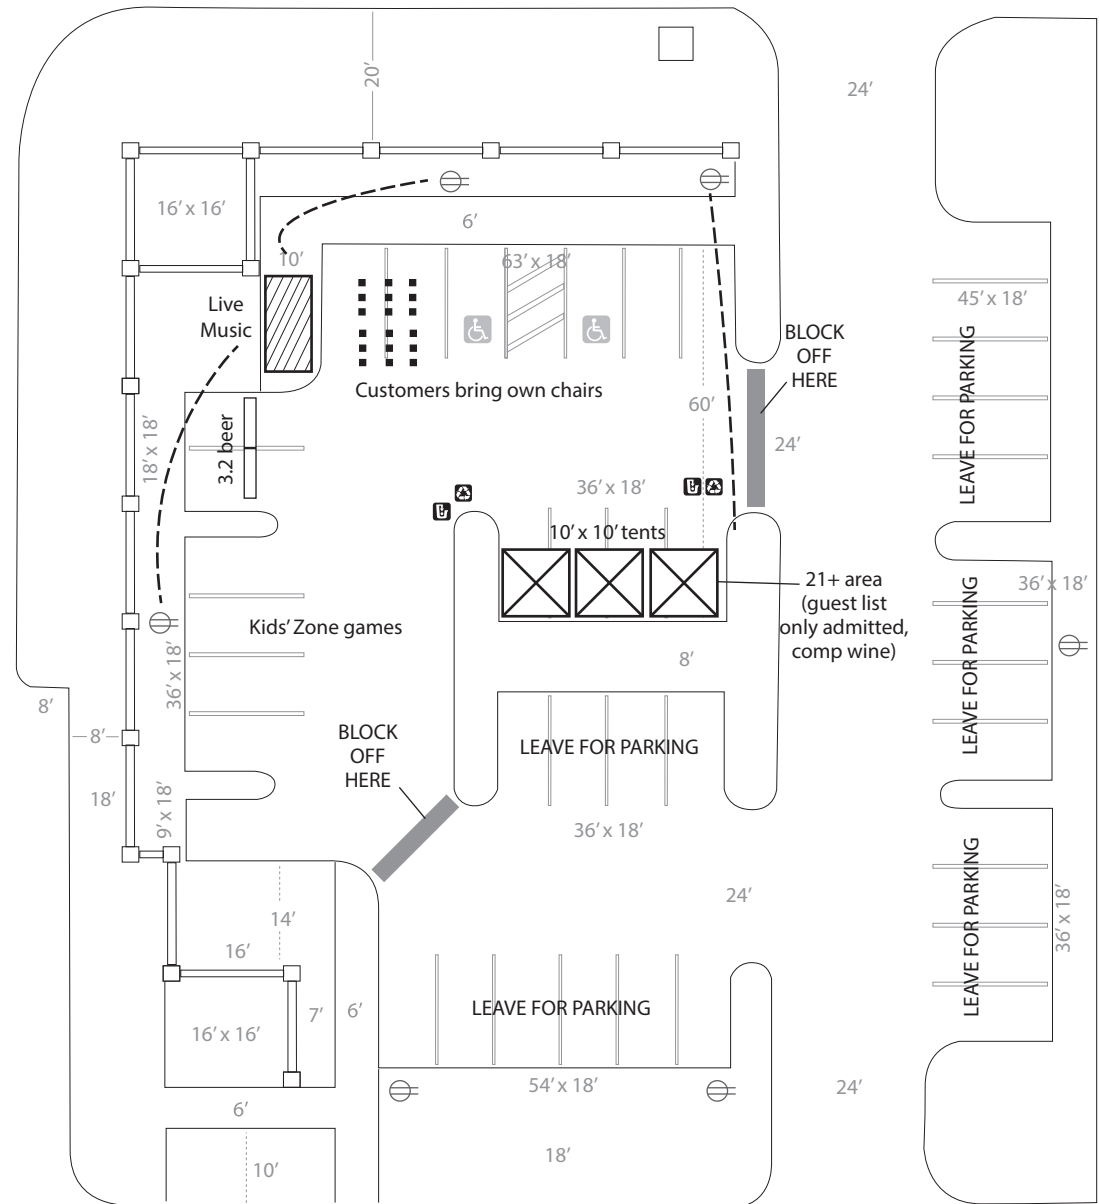 20’
24’
16’ x 16’
6’
10’
63’ x 18’
45’ x 18’
Live
Music
BLOCK
OFF
HERE
LEAVE FOR PARKING
Customers bring own chairs
60’
24’
3.2 beer
18’ x 18’
36’ x 18’
10’ x 10’ tents
21+ area
(guest list
only admitted,
comp wine)
36’ x 18’
LEAVE FOR PARKING
Kids’ Zone games
36’ x 18’
8’
8’
8’
BLOCK
OFF
HERE
LEAVE FOR PARKING
18’
9’ x 18’
36’ x 18’
LEAVE FOR PARKING
36’ x 18’
24’
14’
16’
16’ x 16’
7’
6’
LEAVE FOR PARKING
54’ x 18’
24’
6’
18’
10’